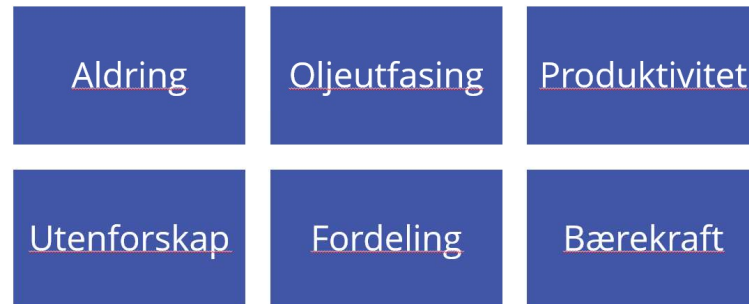 Aldring
Oljeutfasing
Produktivitet
Utenforskap
Fordeling
Bærekraft